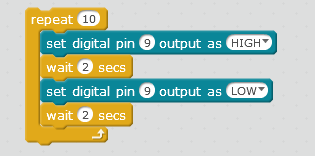 repeat 10
set digital pin 9 output as HIGH
wait 2 secs
set digital pin 9 output as LOW
wait 2 secs